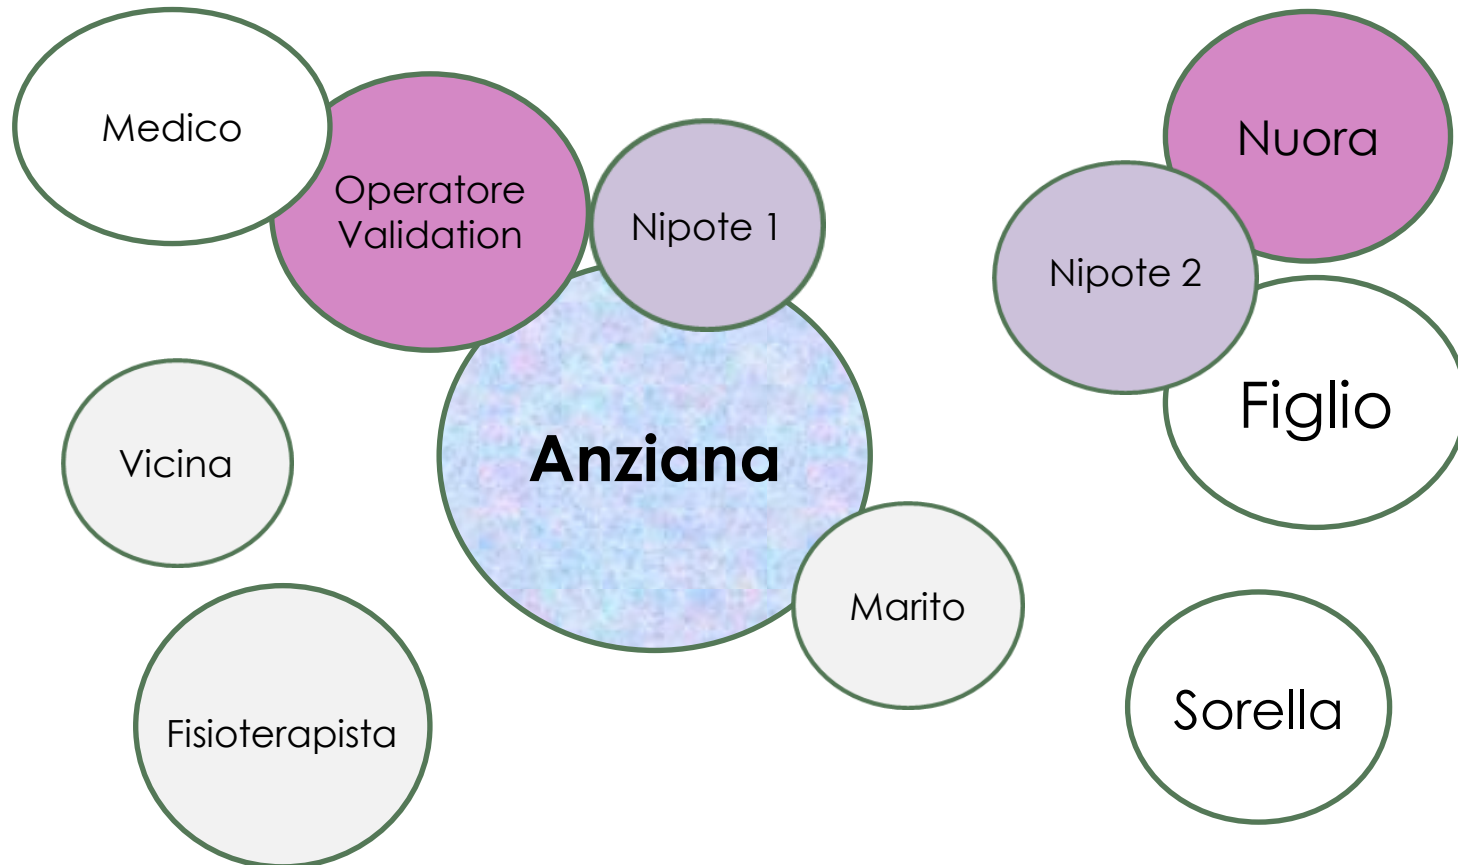 Medico
Operatore
Validation
Nipote 1
Nuora
Nipote 2
Figlio
Vicina
Anziana
Marito
Fisioterapista
Sorella